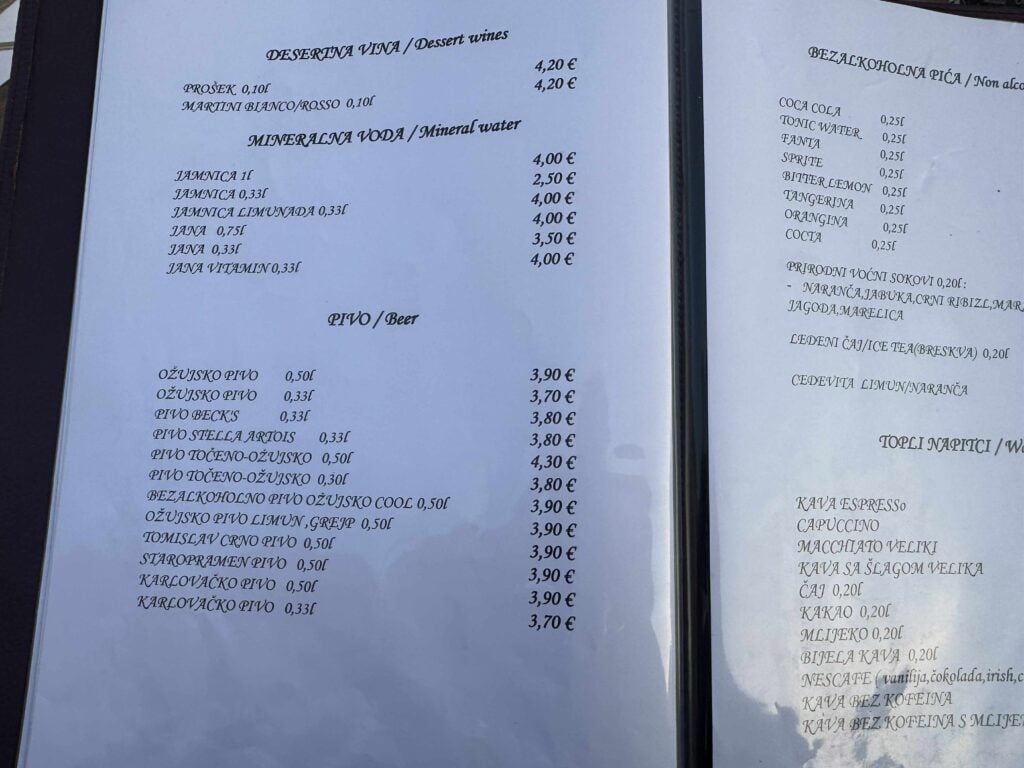 DESERTNA VINA / Dessert wines
PROŠEK 0,10l 4,20 €
MARTINI BIANCO/ROSSO 0,10l 4,20 €
MINERALNA VODA / Mineral water
JAMNICA 1l 4,00 €
JAMNICA 0,33l 2,50 €
JAMNICA LIMUNADA 0,33l 4,00 €
JANA 0,75l 4,00 €
JANA 0,33l 3,50 €
JANA VITAMIN 0,33l 4,00 €
PIVO / Beer
OŽUJSKO PIVO 0,50l 3,90 €
OŽUJSKO PIVO 0,33l 3,70 €
PIVO BECK'S 0,33l 3,80 €
PIVO STELLA ARTOIS 0,33l 3,80 €
PIVO TOČENO-OŽUJSKO 0,50l 4,30 €
PIVO TOČENO-OŽUJSKO 0,30l 3,80 €
BEZALKOHOLNO PIVO OŽUJSKO COOL 0,50l 3,90 €
OŽUJSKO PIVO LIMUN ,GREJP 0,50l 3,90 €
TOMISLAV CRNO PIVO 0,50l 3,90 €
STAROPRAMEN PIVO 0,50l 3,90 €
KARLOVAČKO PIVO 0,50l 3,90 €
KARLOVAČKO PIVO 0,33l 3,70 €
BEZALKOHOLNA PIĆA / Non alco
COCA COLA 0,25l
TONIC WATER 0,25l
FANTA 0,25l
SPRITE 0,25l
BITTER LEMON 0,25l
TANGERINA 0,25l
ORANGINA 0,25l
COCTA 0,25l
PRIRODNI VOĆNI SOKOVI 0,20l :
- NARANČA,JABUKA,CRNI RIBIZL,MAR
JAGODA,MARELICA
LEDENI ČAJ/ICE TEA(BRESKVA) 0,20l
CEDEVITA LIMUN/NARANČA
TOPLI NAPITCI / Wa
KAVA ESPRESSo
CAPUCCINO
MACCHIATO VELIKI
KAVA SA ŠLAGOM VELIKA
ČAJ 0,20l
KAKAO 0,20l
MLIJEKO 0,20l
BIJELA KAVA 0,20l
NESCAFE ( vanilija,čokolada,irish,c
KAVA BEZ KOFEINA
KAVA BEZ KOFEINA S MLIJE